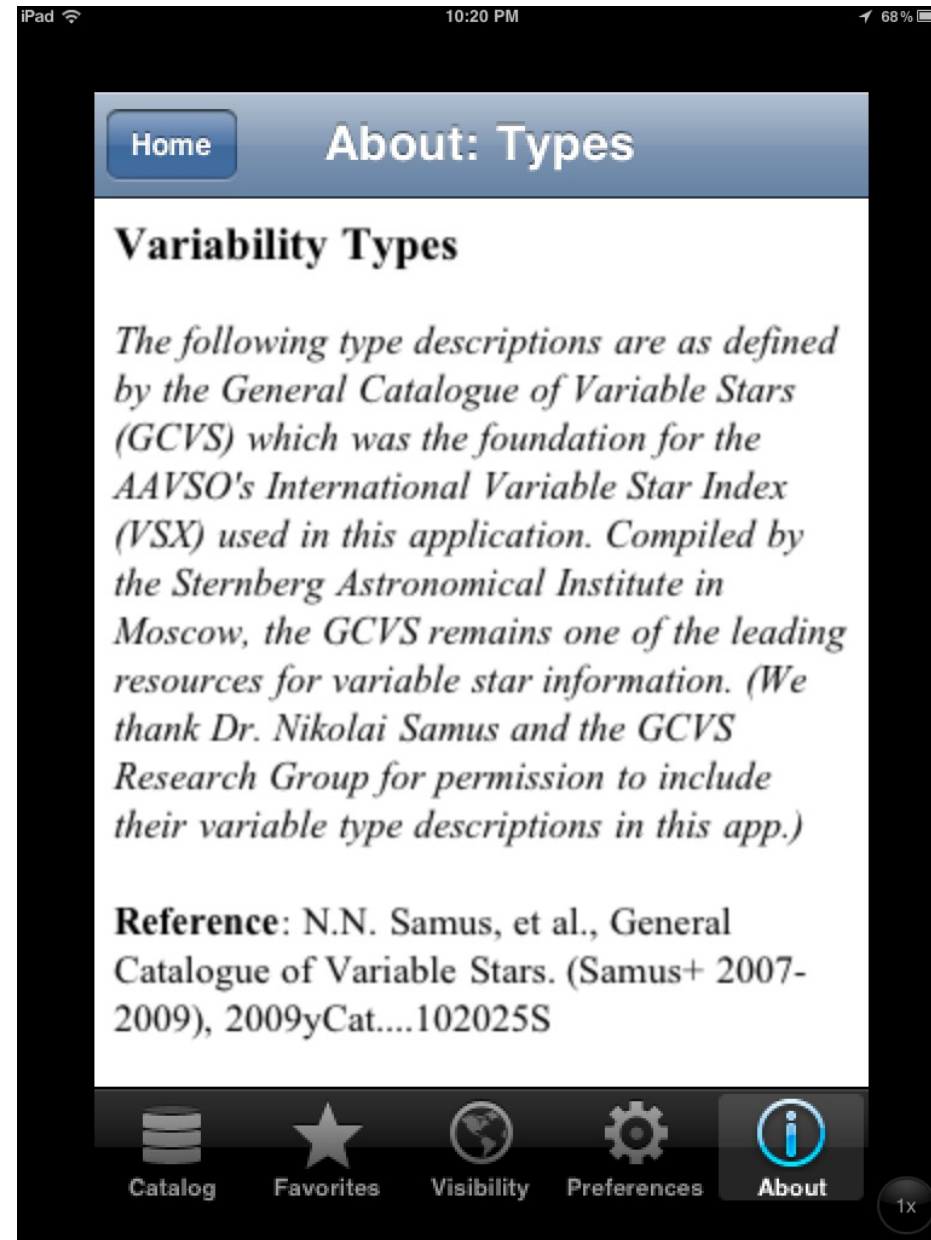 iPad 10:20 PM 68%
Home About: Types
Variability Types
The following type descriptions are as defined
by the General Catalogue of Variable Stars
(GCVS) which was the foundation for the
AAVSO's International Variable Star Index
(VSX) used in this application. Compiled by
the Sternberg Astronomical Institute in
Moscow, the GCVS remains one of the leading
resources for variable star information. (We
thank Dr. Nikolai Samus and the GCVS
Research Group for permission to include
their variable type descriptions in this app.)
Reference: N.N. Samus, et al., General
Catalogue of Variable Stars. (Samus+ 2007-
2009), 2009yCat....102025S
Catalog Favorites Visibility Preferences About
1x